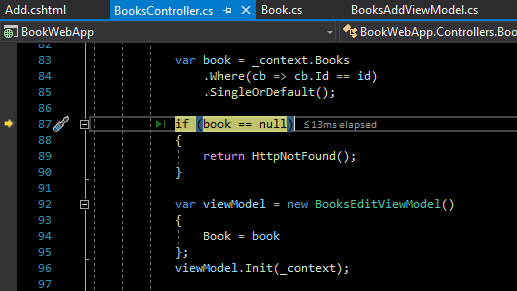 Add.cshtml BooksController.cs Book.cs BooksAddViewModel.cs
BookWebApp BookWebApp.Controllers.Boo
82
83 var book = _context.Books
84 .Where(cb => cb.Id == id)
85 .SingleOrDefault();
86
87 if (book == null) ≤13ms elapsed
88 {
89 return HttpNotFound();
90 }
91
92 var viewModel = new BooksEditViewModel()
93 {
94 Book = book
95 };
96 viewModel.Init(_context);
97